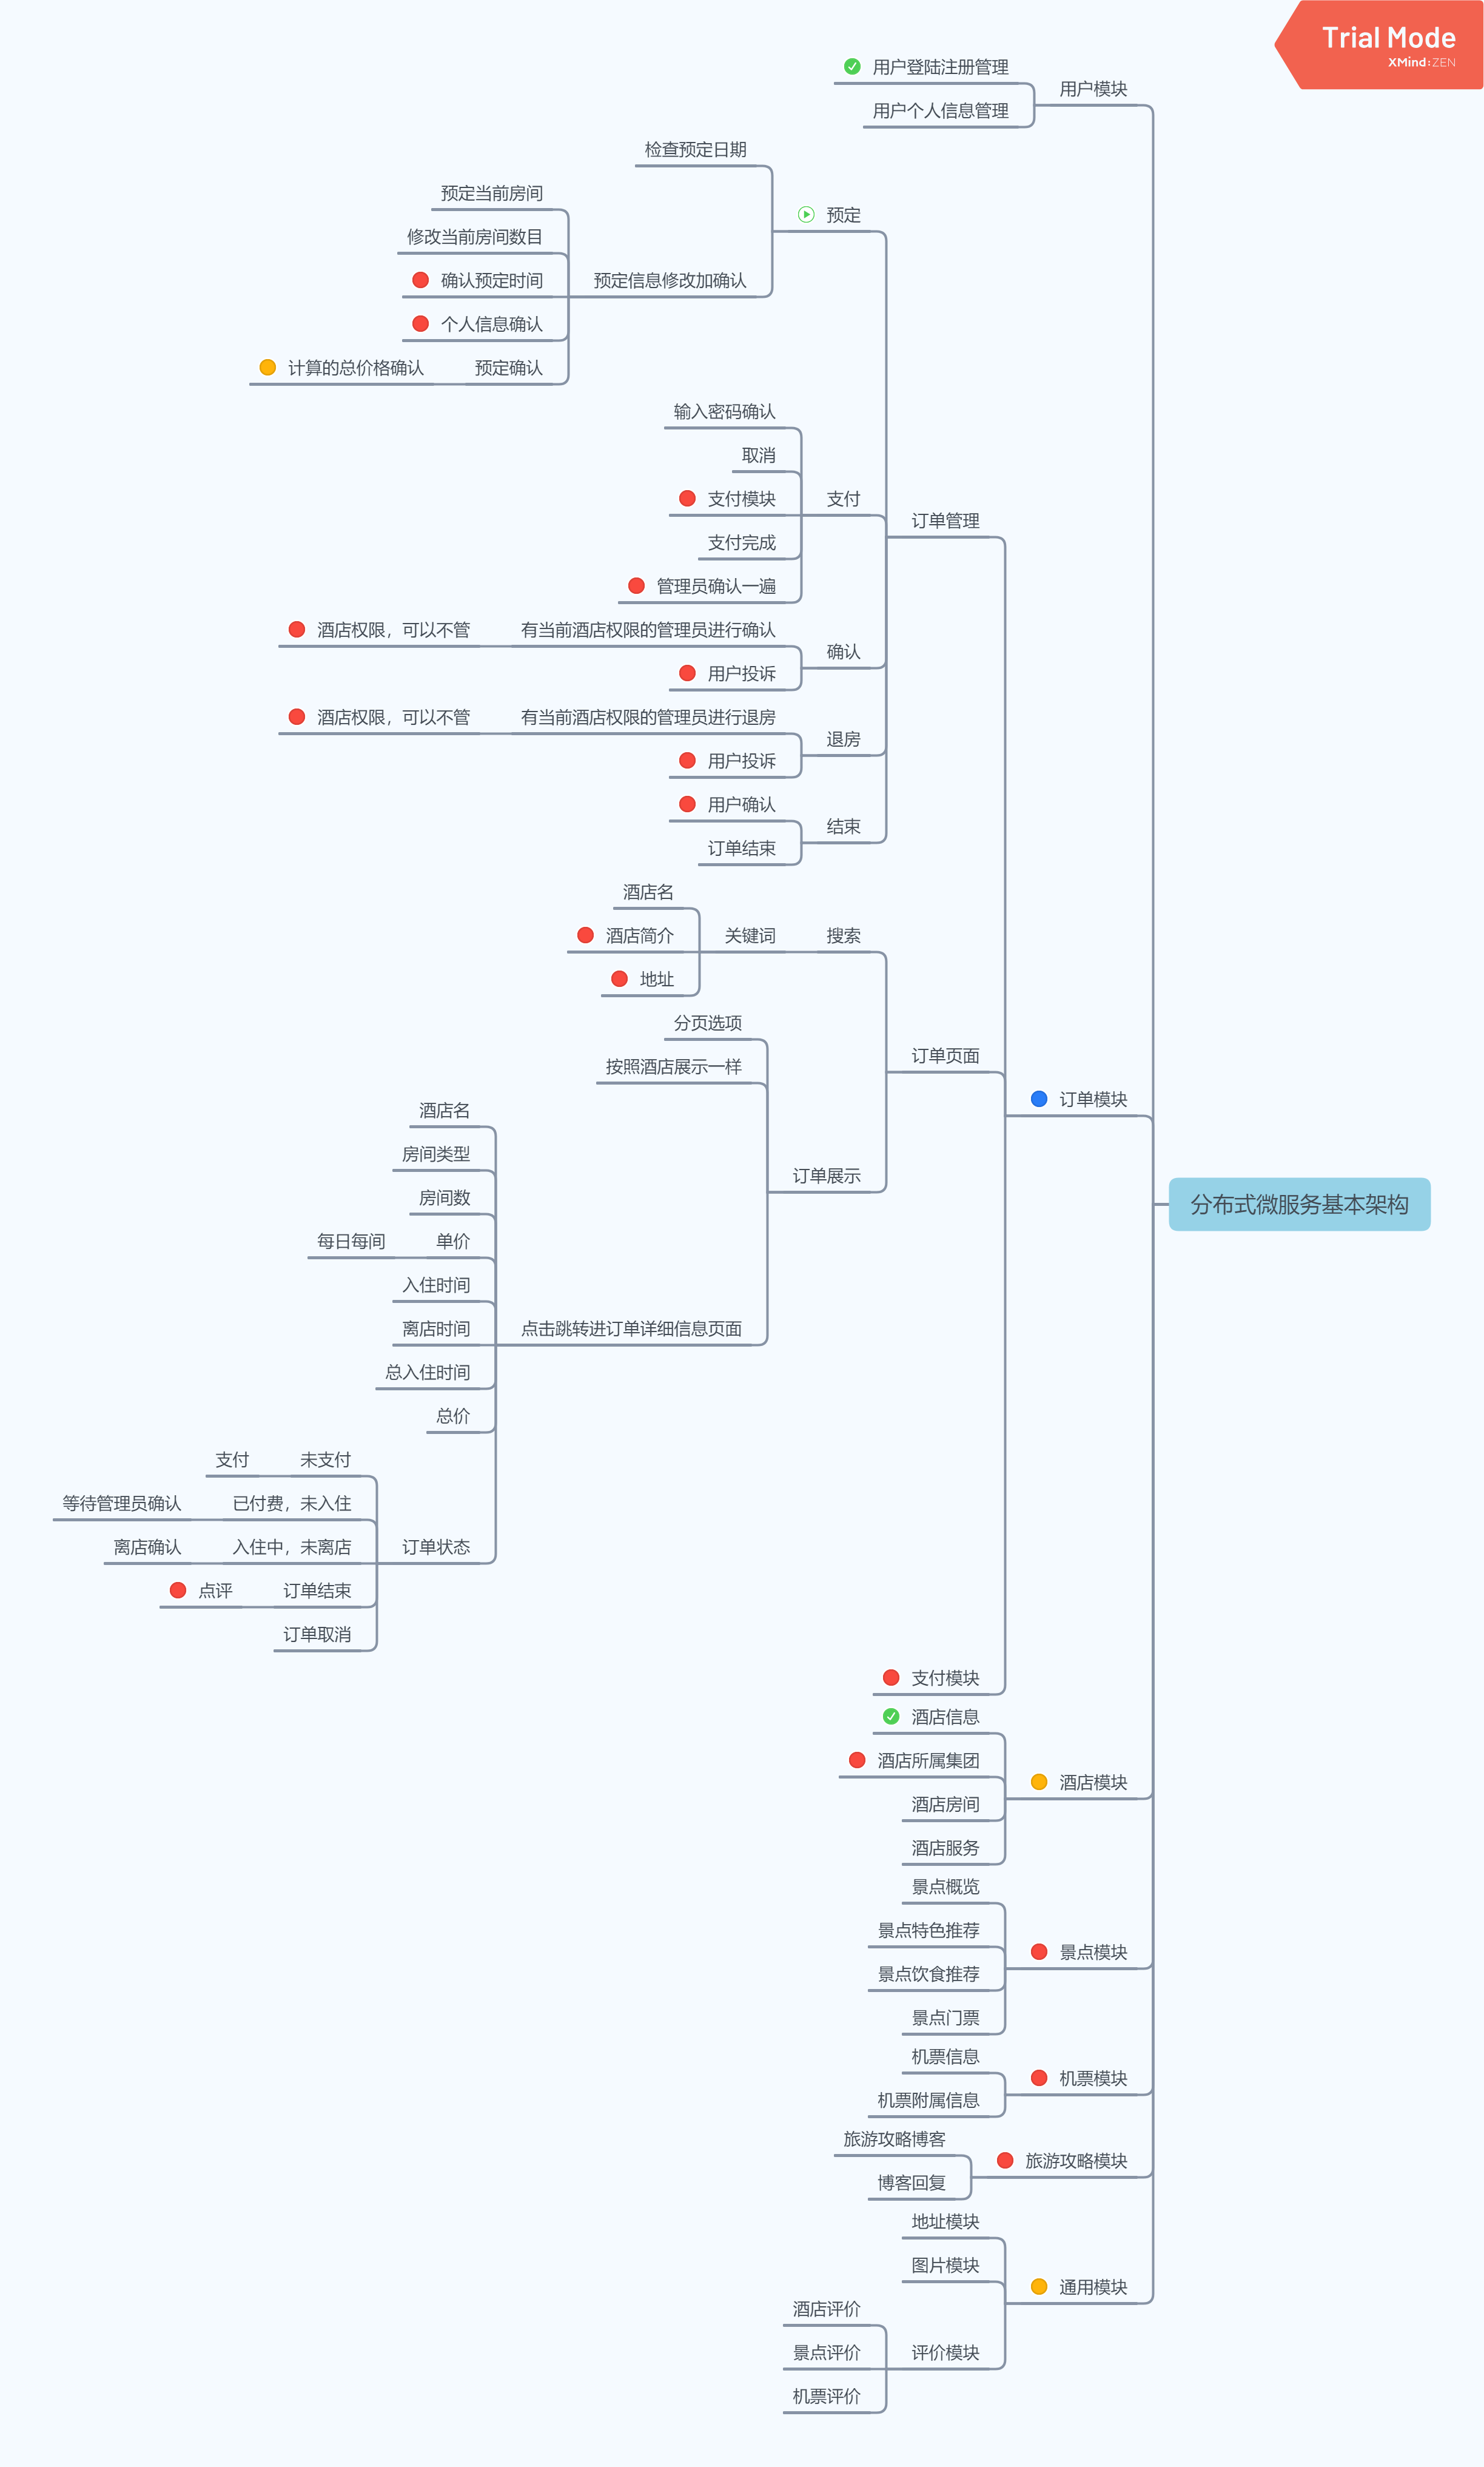 Trial Mode
XMind:ZEN
用户登陆注册管理
用户模块
用户个人信息管理
检查预定日期
预定当前房间
预定
修改当前房间数目
确认预定时间
预定信息修改加确认
个人信息确认
计算的总价格确认
预定确认
输入密码确认
取消
支付模块
支付
订单管理
支付完成
管理员确认一遍
酒店权限，可以不管
有当前酒店权限的管理员进行确认
确认
用户投诉
酒店权限，可以不管
有当前酒店权限的管理员进行退房
退房
用户投诉
用户确认
结束
订单结束
酒店名
酒店简介
关键词
搜索
地址
分页选项
订单页面
按照酒店展示一样
订单模块
酒店名
房间类型
订单展示
房间数
分布式微服务基本架构
每日每间
单价
入住时间
离店时间
点击跳转进订单详细信息页面
总入住时间
总价
支付
未支付
等待管理员确认
已付费，未入住
离店确认
入住中，未离店
订单状态
点评
订单结束
订单取消
支付模块
酒店信息
酒店所属集团
酒店模块
酒店房间
酒店服务
景点概览
景点特色推荐
景点模块
景点饮食推荐
景点门票
机票信息
机票模块
机票附属信息
旅游攻略博客
旅游攻略模块
博客回复
地址模块
图片模块
通用模块
酒店评价
景点评价
评价模块
机票评价